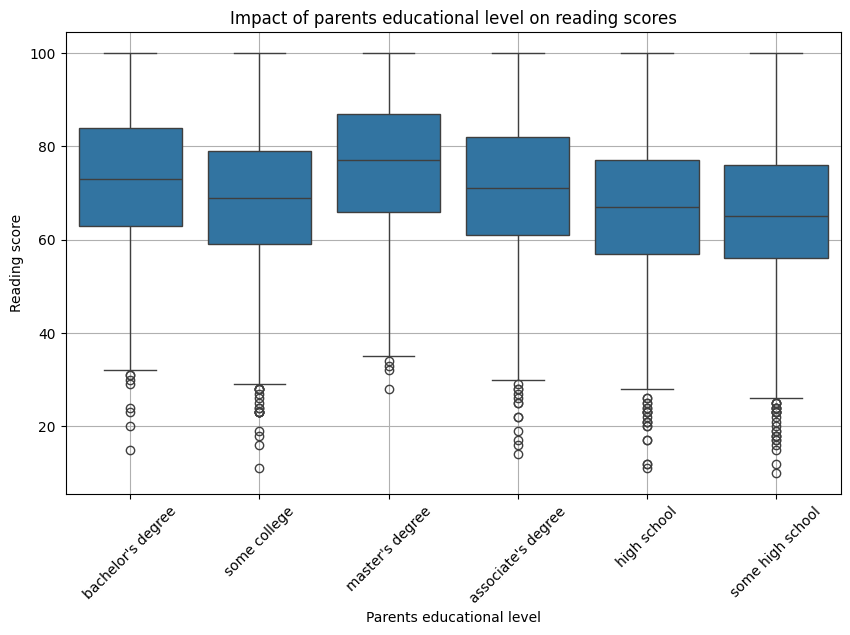 Impact of parents educational level on reading scores
100
80
60
40
20
Reading score
bachelor's degree
some college
master's degree
associate's degree
high school
some high school
Parents educational level